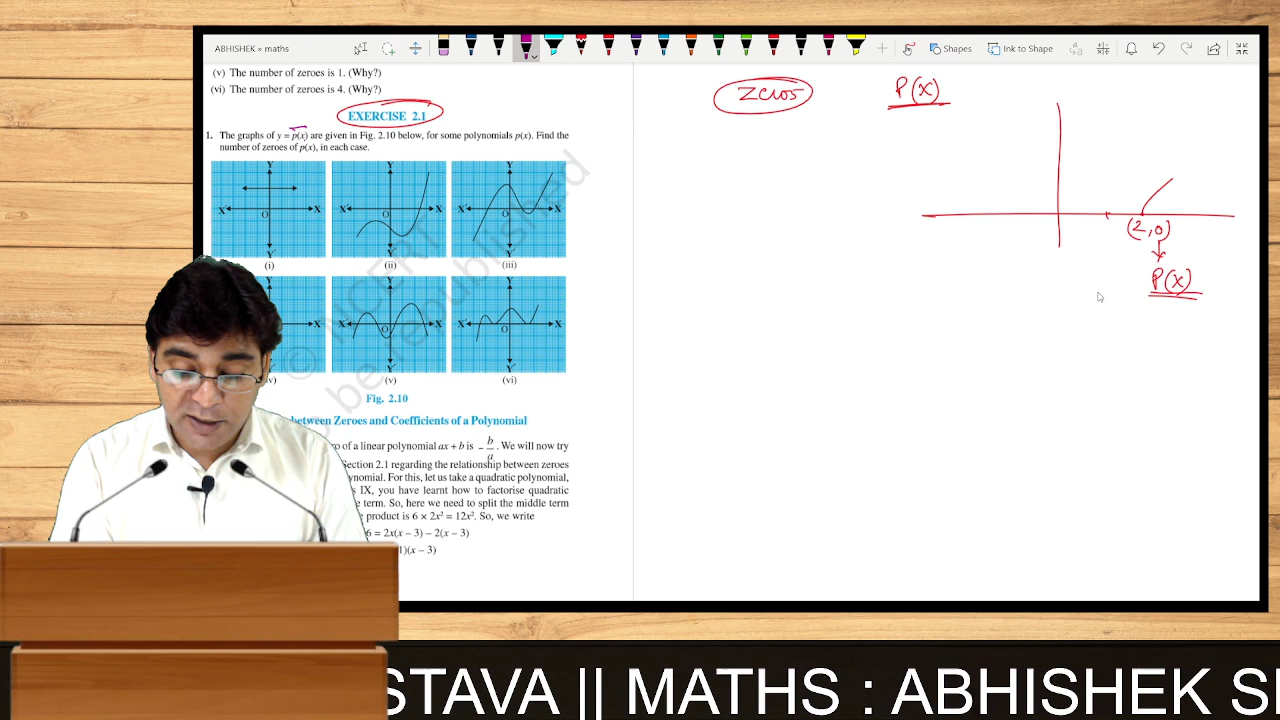 ABHISHEK » maths
Shapes
Ink to Shape
(v) The number of zeroes is 1. (Why?)
(vi) The number of zeroes is 4. (Why?)
EXERCISE 2.1
1. The graphs of y = p(x) are given in Fig. 2.10 below, for some polynomials p(x). Find the
number of zeroes of p(x), in each case.
Y
X′ O X
Y′
(i)
Y
X′ O X
Y′
(ii)
Y
X′ O X
Y′
(iii)
X
iv)
Y
X′ O X
Y′
(v)
Y
X′ O X
Y′
(vi)
Fig. 2.10
between Zeroes and Coefficients of a Polynomial
ro of a linear polynomial ax + b is – b/a. We will now try
Section 2.1 regarding the relationship between zeroes
ynomial. For this, let us take a quadratic polynomial,
s IX, you have learnt how to factorise quadratic
e term. So, here we need to split the middle term
product is 6 × 2x² = 12x². So, we write
6 = 2x(x – 3) – 2(x – 3)
1)(x – 3)
© NCERT
be republished
Zeros
P(x)
(2,0)
P(x)
STAVA || MATHS : ABHISHEK S